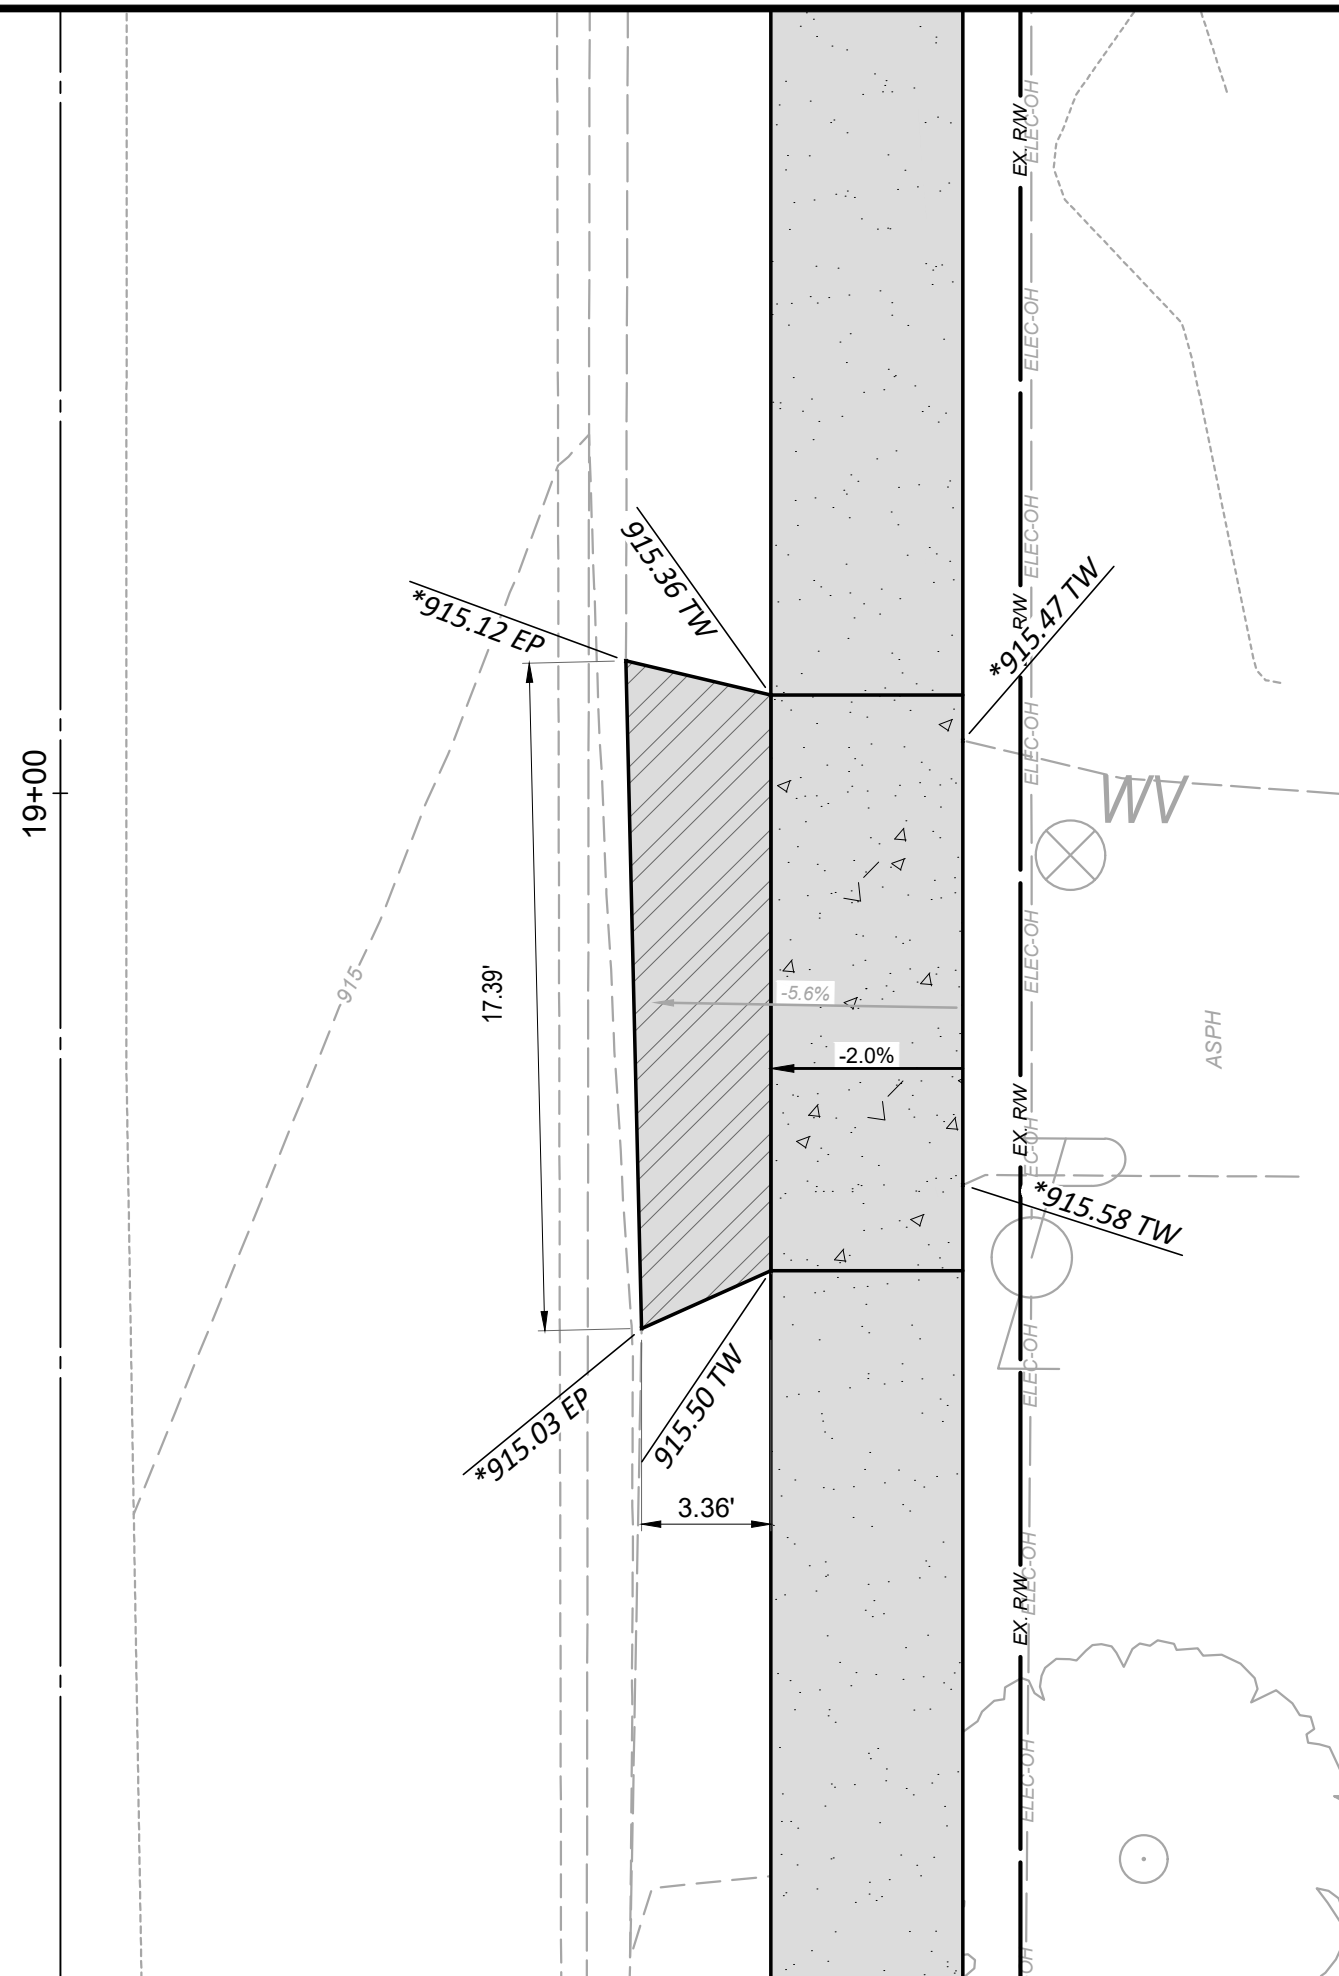 EX. R/W
ELEC-OH
ELEC-OH
ELEC-OH
915.36 TW
*915.12 EP
*915.47 TW
R/W
ELEC-OH
19+00
WV
915
17.39'
ELEC-OH
-5.6%
ASPH
-2.0%
EX. R/W
EC-OH
*915.58 TW
ELEC-OH
915.50 TW
*915.03 EP
3.36'
ELEC-OH
EX. R/W
ELEC-OH
OH